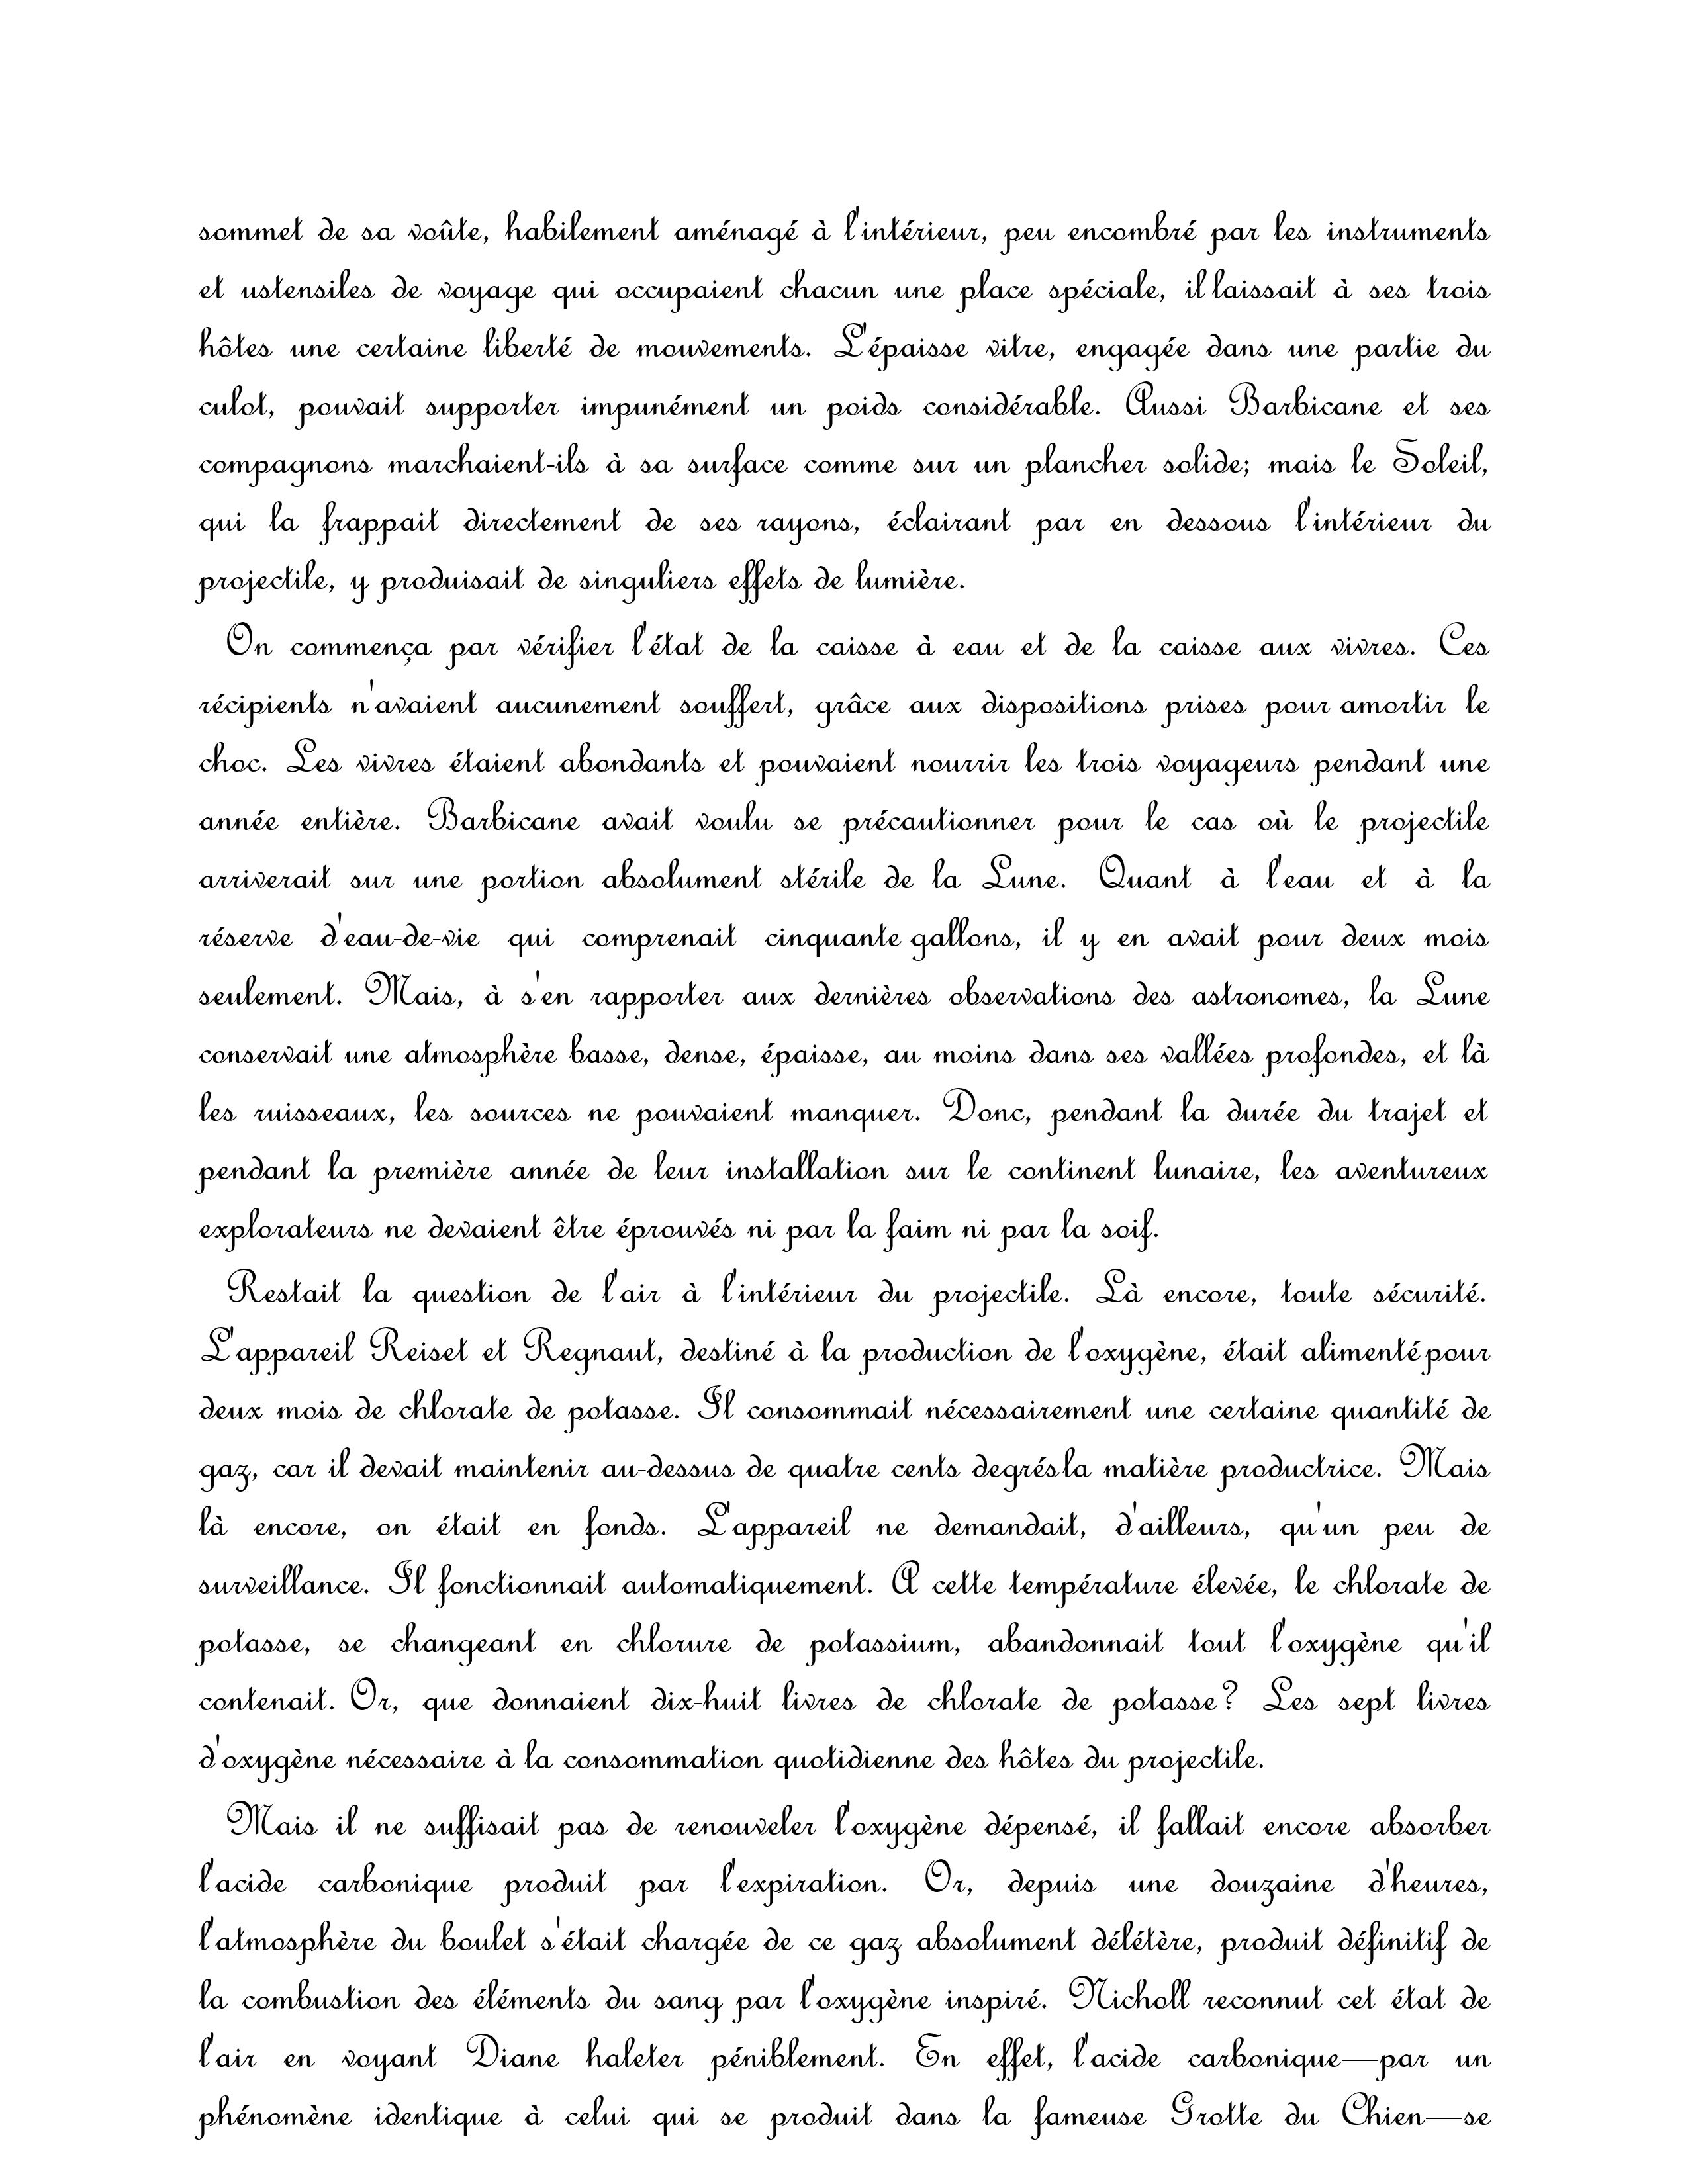 sommet de sa voûte, habilement aménagé à l'intérieur, peu encombré par les instruments
et ustensiles de voyage qui occupaient chacun une place spéciale, il laissait à ses trois
hôtes une certaine liberté de mouvements. L'épaisse vitre, engagée dans une partie du
culot, pouvait supporter impunément un poids considérable. Aussi Barbicane et ses
compagnons marchaient-ils à sa surface comme sur un plancher solide; mais le Soleil,
qui la frappait directement de ses rayons, éclairant par en dessous l'intérieur du
projectile, y produisait de singuliers effets de lumière.
On commença par vérifier l'état de la caisse à eau et de la caisse aux vivres. Ces
récipients n'avaient aucunement souffert, grâce aux dispositions prises pour amortir le
choc. Les vivres étaient abondants et pouvaient nourrir les trois voyageurs pendant une
année entière. Barbicane avait voulu se précautionner pour le cas où le projectile
arriverait sur une portion absolument stérile de la Lune. Quant à l'eau et à la
réserve d'eau-de-vie qui comprenait cinquante gallons, il y en avait pour deux mois
seulement. Mais, à s'en rapporter aux dernières observations des astronomes, la Lune
conservait une atmosphère basse, dense, épaisse, au moins dans ses vallées profondes, et là
les ruisseaux, les sources ne pouvaient manquer. Donc, pendant la durée du trajet et
pendant la première année de leur installation sur le continent lunaire, les aventureux
explorateurs ne devaient être éprouvés ni par la faim ni par la soif.
Restait la question de l'air à l'intérieur du projectile. Là encore, toute sécurité.
L'appareil Reiset et Regnaut, destiné à la production de l'oxygène, était alimenté pour
deux mois de chlorate de potasse. Il consommait nécessairement une certaine quantité de
gaz, car il devait maintenir au-dessus de quatre cents degrés la matière productrice. Mais
là encore, on était en fonds. L'appareil ne demandait, d'ailleurs, qu'un peu de
surveillance. Il fonctionnait automatiquement. A cette température élevée, le chlorate de
potasse, se changeant en chlorure de potassium, abandonnait tout l'oxygène qu'il
contenait. Or, que donnaient dix-huit livres de chlorate de potasse? Les sept livres
d'oxygène nécessaire à la consommation quotidienne des hôtes du projectile.
Mais il ne suffisait pas de renouveler l'oxygène dépensé, il fallait encore absorber
l'acide carbonique produit par l'expiration. Or, depuis une douzaine d'heures,
l'atmosphère du boulet s'était chargée de ce gaz absolument délétère, produit définitif de
la combustion des éléments du sang par l'oxygène inspiré. Nicholl reconnut cet état de
l'air en voyant Diane haleter péniblement. En effet, l'acide carbonique—par un
phénomène identique à celui qui se produit dans la fameuse Grotte du Chien—se